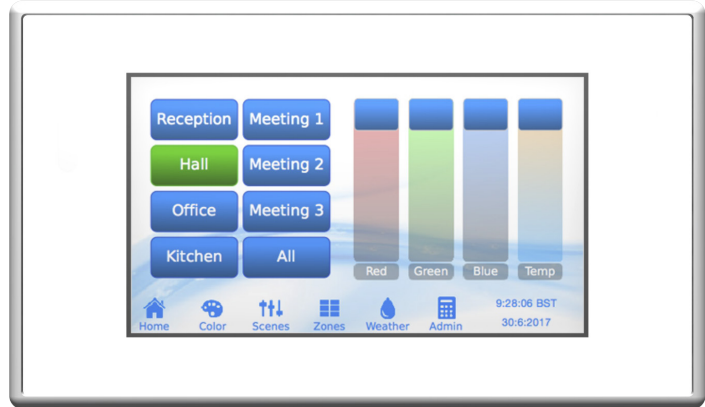 Reception Meeting 1
Hall Meeting 2
Office Meeting 3
Kitchen All
Red Green Blue Temp
Home Color Scenes Zones Weather Admin
9:28:06 BST
30:6:2017